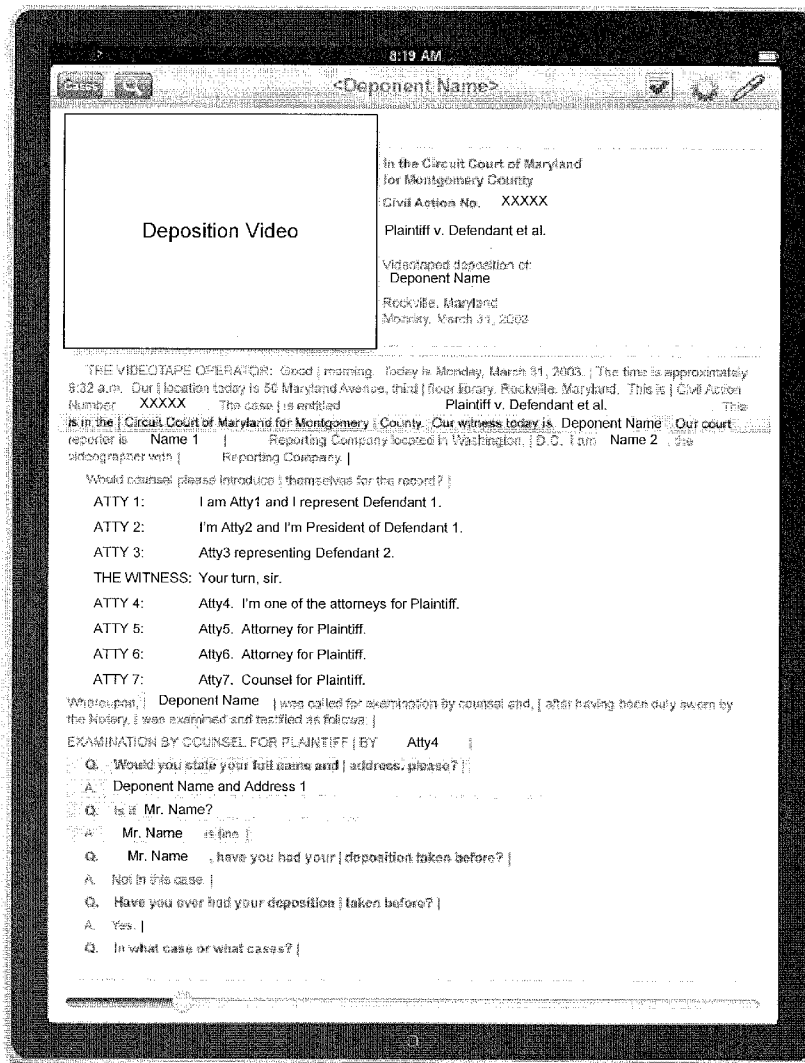 8:19 AM
Cases
<Deponent Name>
Deposition Video
In the Circuit Court of Maryland
for Montgomery County
Civil Action No. XXXXX
Plaintiff v. Defendant et al.
Videotaped deposition of:
Deponent Name
Rockville, Maryland
Monday, March 31, 2003
THE VIDEOTAPE OPERATOR: Good | morning. Today is Monday, March 31, 2003. | The time is approximately
8:32 a.m. Our | location today is 50 Maryland Avenue, third | floor library, Rockville, Maryland. This is | Civil Action
Number XXXXX The case | is entitled Plaintiff v. Defendant et al. This
is in the | Circuit Court of Maryland for Montgomery | County. Our witness today is Deponent Name Our court
reporter is Name 1 | Reporting Company located in Washington, | D.C. I am Name 2 , the
videographer with | Reporting Company. |
Would counsel please introduce | themselves for the record? |
ATTY 1: I am Atty1 and I represent Defendant 1.
ATTY 2: I'm Atty2 and I'm President of Defendant 1.
ATTY 3: Atty3 representing Defendant 2.
THE WITNESS: Your turn, sir.
ATTY 4: Atty4. I'm one of the attorneys for Plaintiff.
ATTY 5: Atty5. Attorney for Plaintiff.
ATTY 6: Atty6. Attorney for Plaintiff.
ATTY 7: Atty7. Counsel for Plaintiff.
Whereupon, | Deponent Name | was called for examination by counsel and, | after having been duly sworn by
the Notary, | was examined and testified as follows: |
EXAMINATION BY COUNSEL FOR PLAINTIFF | BY Atty4 |
Q. Would you state your full name and | address, please? |
A. Deponent Name and Address 1
Q. Is it Mr. Name?
A. Mr. Name is fine. |
Q. Mr. Name , have you had your | deposition taken before? |
A. Not in this case. |
Q. Have you ever had your deposition | taken before? |
A. Yes. |
Q. In what case or what cases? |